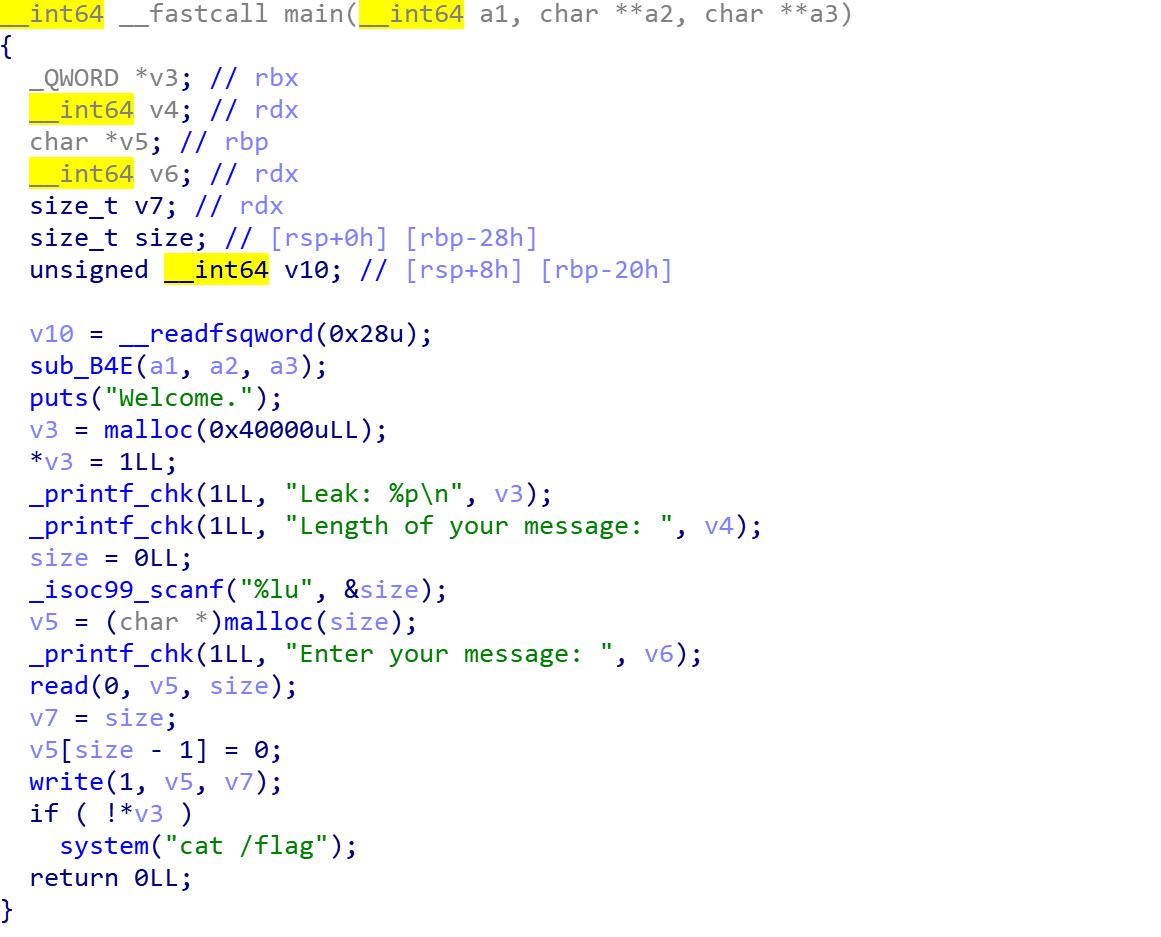 __int64 __fastcall main(__int64 a1, char **a2, char **a3)
{
  _QWORD *v3; // rbx
  __int64 v4; // rdx
  char *v5; // rbp
  __int64 v6; // rdx
  size_t v7; // rdx
  size_t size; // [rsp+0h] [rbp-28h]
  unsigned __int64 v10; // [rsp+8h] [rbp-20h]

  v10 = __readfsqword(0x28u);
  sub_B4E(a1, a2, a3);
  puts("Welcome.");
  v3 = malloc(0x40000uLL);
  *v3 = 1LL;
  _printf_chk(1LL, "Leak: %p\n", v3);
  _printf_chk(1LL, "Length of your message: ", v4);
  size = 0LL;
  _isoc99_scanf("%lu", &size);
  v5 = (char *)malloc(size);
  _printf_chk(1LL, "Enter your message: ", v6);
  read(0, v5, size);
  v7 = size;
  v5[size - 1] = 0;
  write(1, v5, v7);
  if ( !*v3 )
    system("cat /flag");
  return 0LL;
}